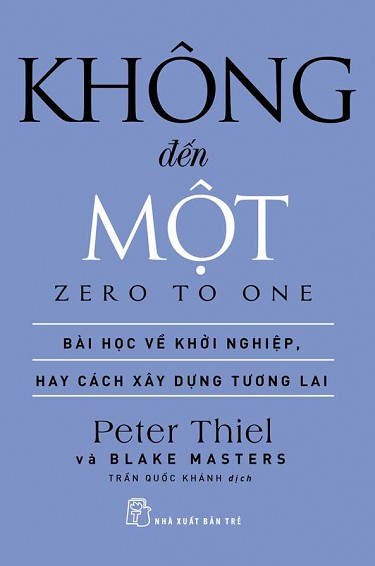 KHÔNG
đến
MỘT
ZERO TO ONE
BÀI HỌC VỀ KHỞI NGHIỆP,
HAY CÁCH XÂY DỰNG TƯƠNG LAI
Peter Thiel
và BLAKE MASTERS
TRẦN QUỐC KHÁNH dịch
NHÀ XUẤT BẢN TRẺ